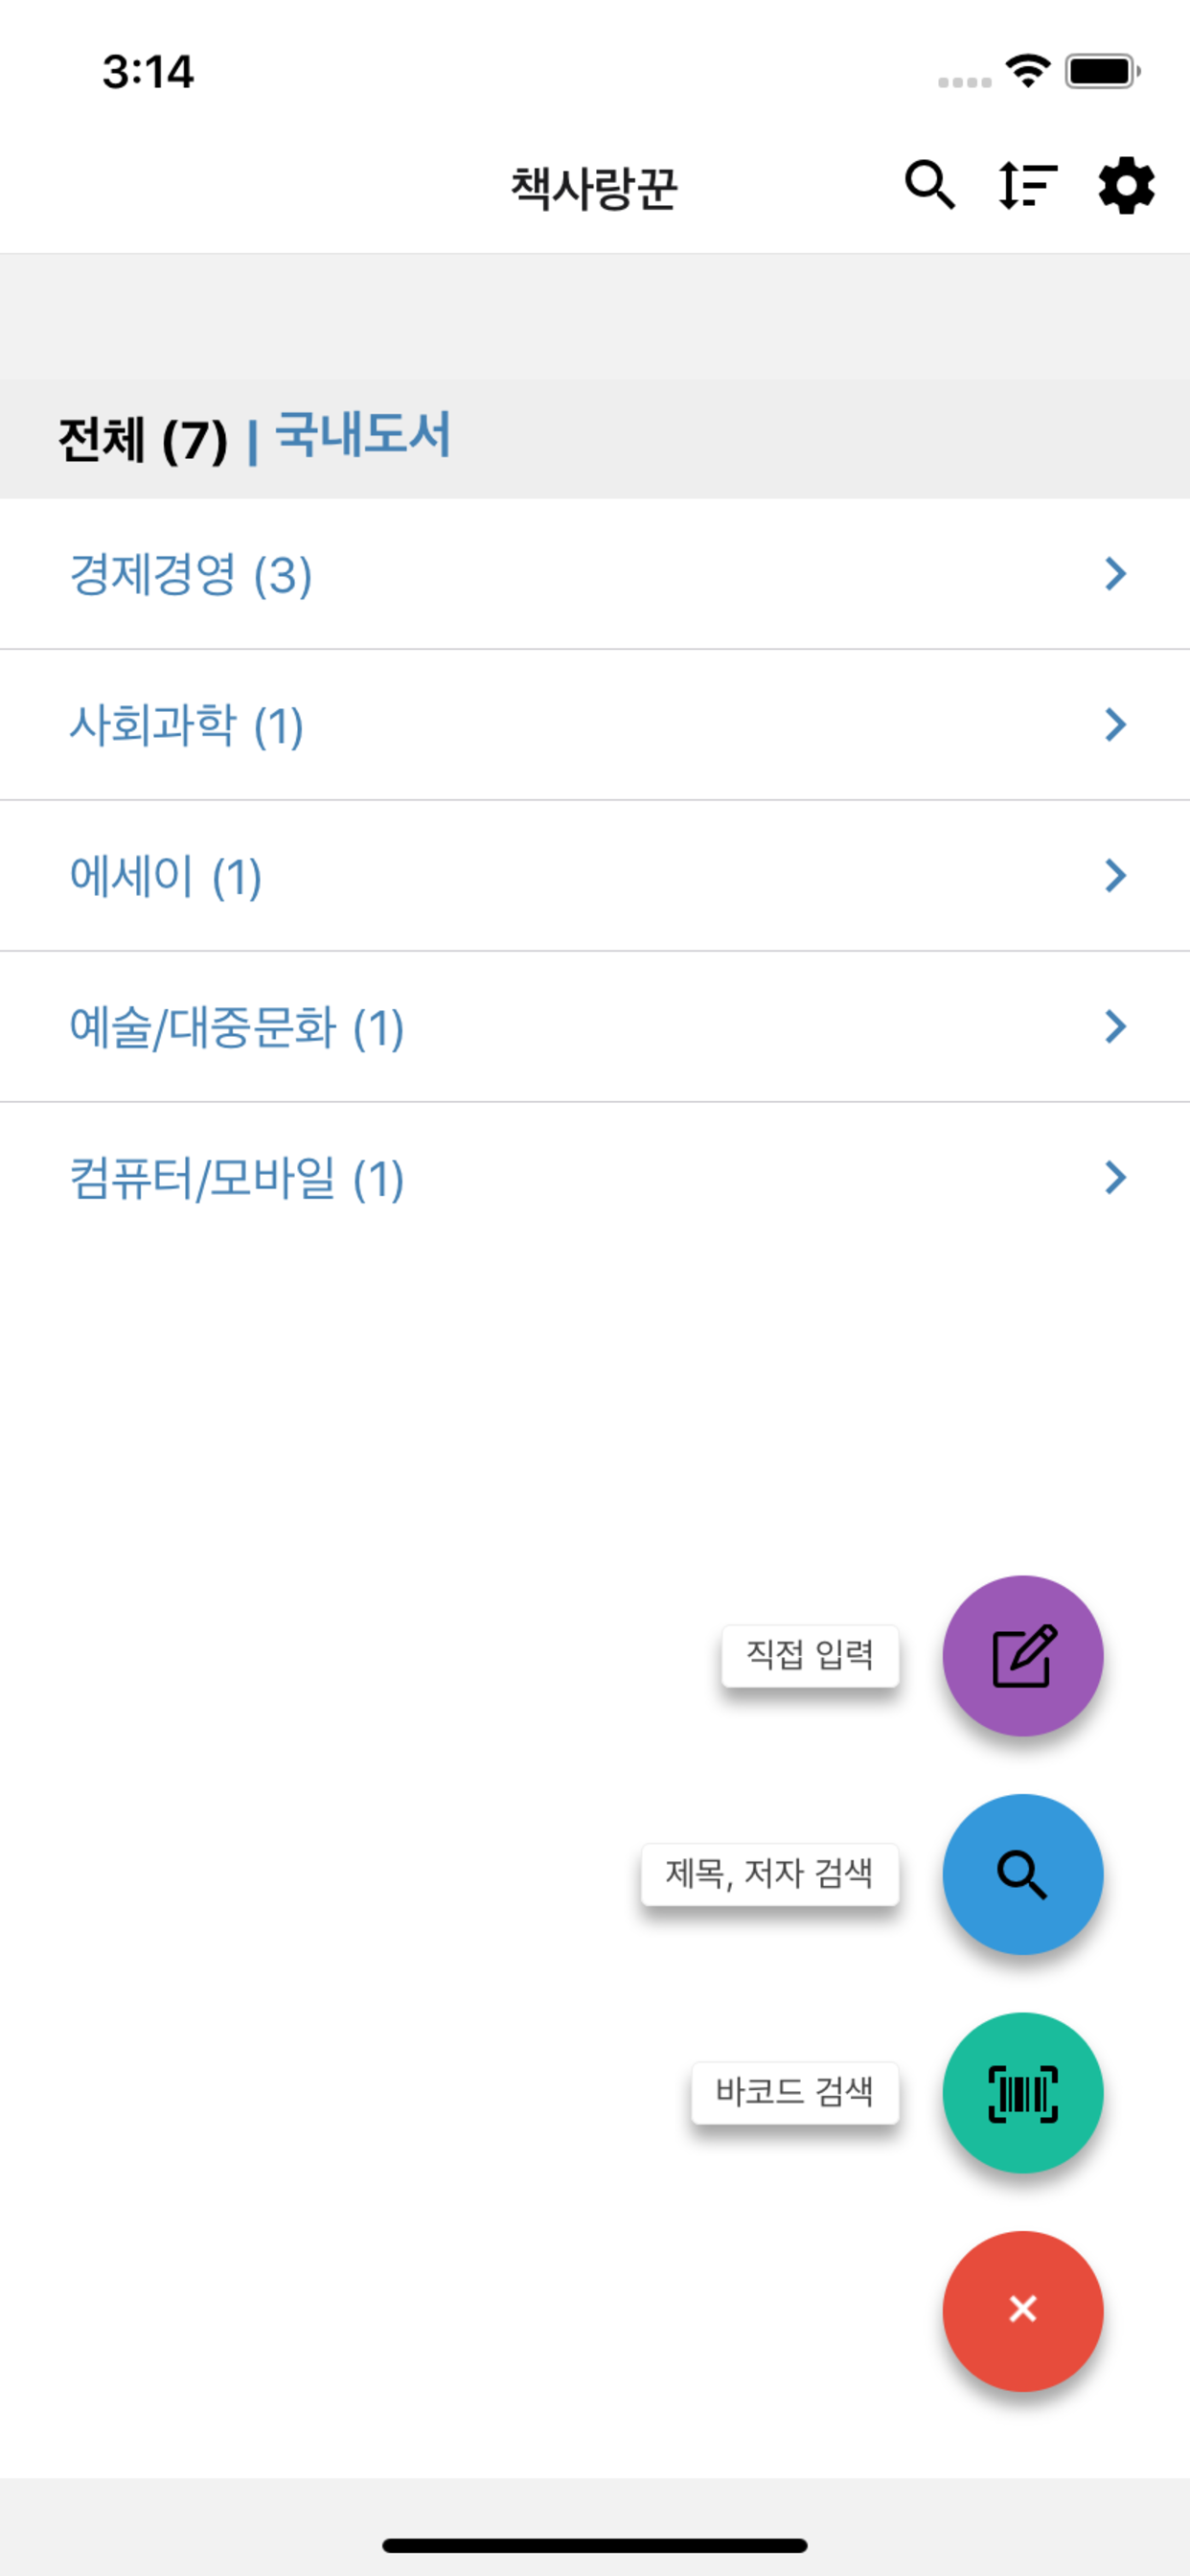 3:14
책사랑꾼
전체 (7) | 국내도서
경제경영 (3)
사회과학 (1)
에세이 (1)
예술/대중문화 (1)
컴퓨터/모바일 (1)
직접 입력
제목, 저자 검색
바코드 검색